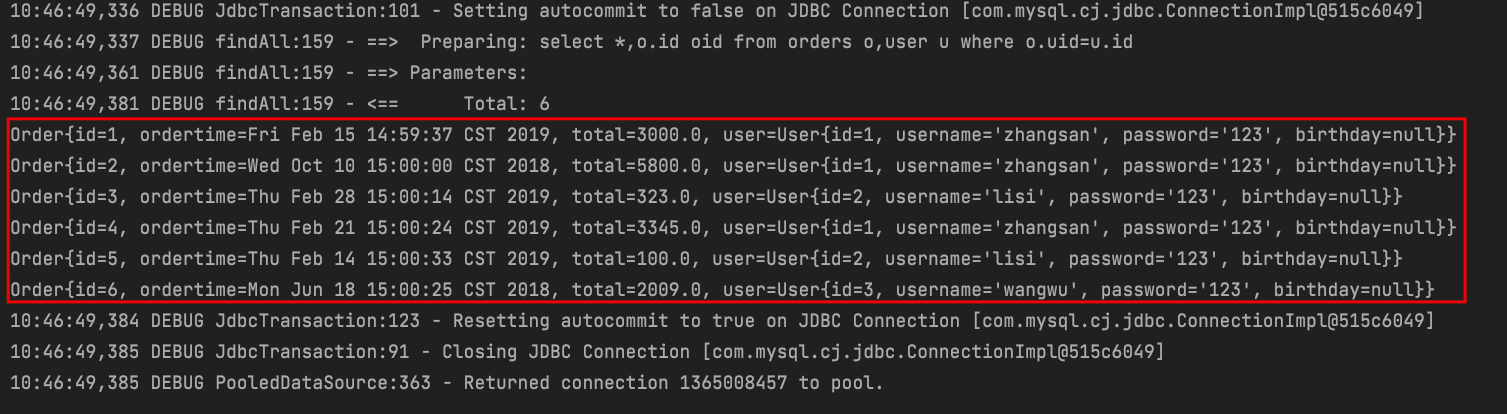 10:46:49,336 DEBUG JdbcTransaction:101 - Setting autocommit to false on JDBC Connection [com.mysql.cj.jdbc.ConnectionImpl@515c6049]
10:46:49,337 DEBUG findAll:159 - ==>  Preparing: select *,o.id oid from orders o,user u where o.uid=u.id
10:46:49,361 DEBUG findAll:159 - ==> Parameters:
10:46:49,381 DEBUG findAll:159 - <==      Total: 6
Order{id=1, ordertime=Fri Feb 15 14:59:37 CST 2019, total=3000.0, user=User{id=1, username='zhangsan', password='123', birthday=null}}
Order{id=2, ordertime=Wed Oct 10 15:00:00 CST 2018, total=5800.0, user=User{id=1, username='zhangsan', password='123', birthday=null}}
Order{id=3, ordertime=Thu Feb 28 15:00:14 CST 2019, total=323.0, user=User{id=2, username='lisi', password='123', birthday=null}}
Order{id=4, ordertime=Thu Feb 21 15:00:24 CST 2019, total=3345.0, user=User{id=1, username='zhangsan', password='123', birthday=null}}
Order{id=5, ordertime=Thu Feb 14 15:00:33 CST 2019, total=100.0, user=User{id=2, username='lisi', password='123', birthday=null}}
Order{id=6, ordertime=Mon Jun 18 15:00:25 CST 2018, total=2009.0, user=User{id=3, username='wangwu', password='123', birthday=null}}
10:46:49,384 DEBUG JdbcTransaction:123 - Resetting autocommit to true on JDBC Connection [com.mysql.cj.jdbc.ConnectionImpl@515c6049]
10:46:49,385 DEBUG JdbcTransaction:91 - Closing JDBC Connection [com.mysql.cj.jdbc.ConnectionImpl@515c6049]
10:46:49,385 DEBUG PooledDataSource:363 - Returned connection 1365008457 to pool.